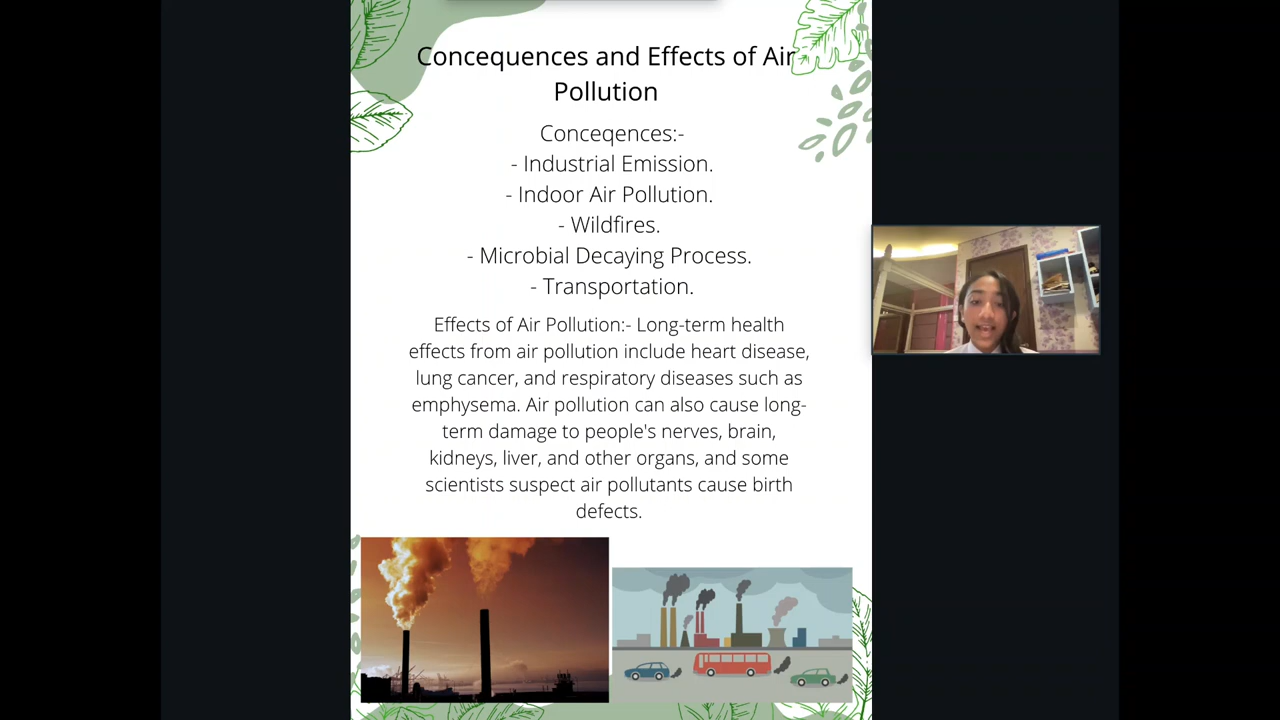 Concequences and Effects of Air
Pollution
Conceqences:-
- Industrial Emission.
- Indoor Air Pollution.
- Wildfires.
- Microbial Decaying Process.
- Transportation.
Effects of Air Pollution:- Long-term health
effects from air pollution include heart disease,
lung cancer, and respiratory diseases such as
emphysema. Air pollution can also cause long-
term damage to people's nerves, brain,
kidneys, liver, and other organs, and some
scientists suspect air pollutants cause birth
defects.